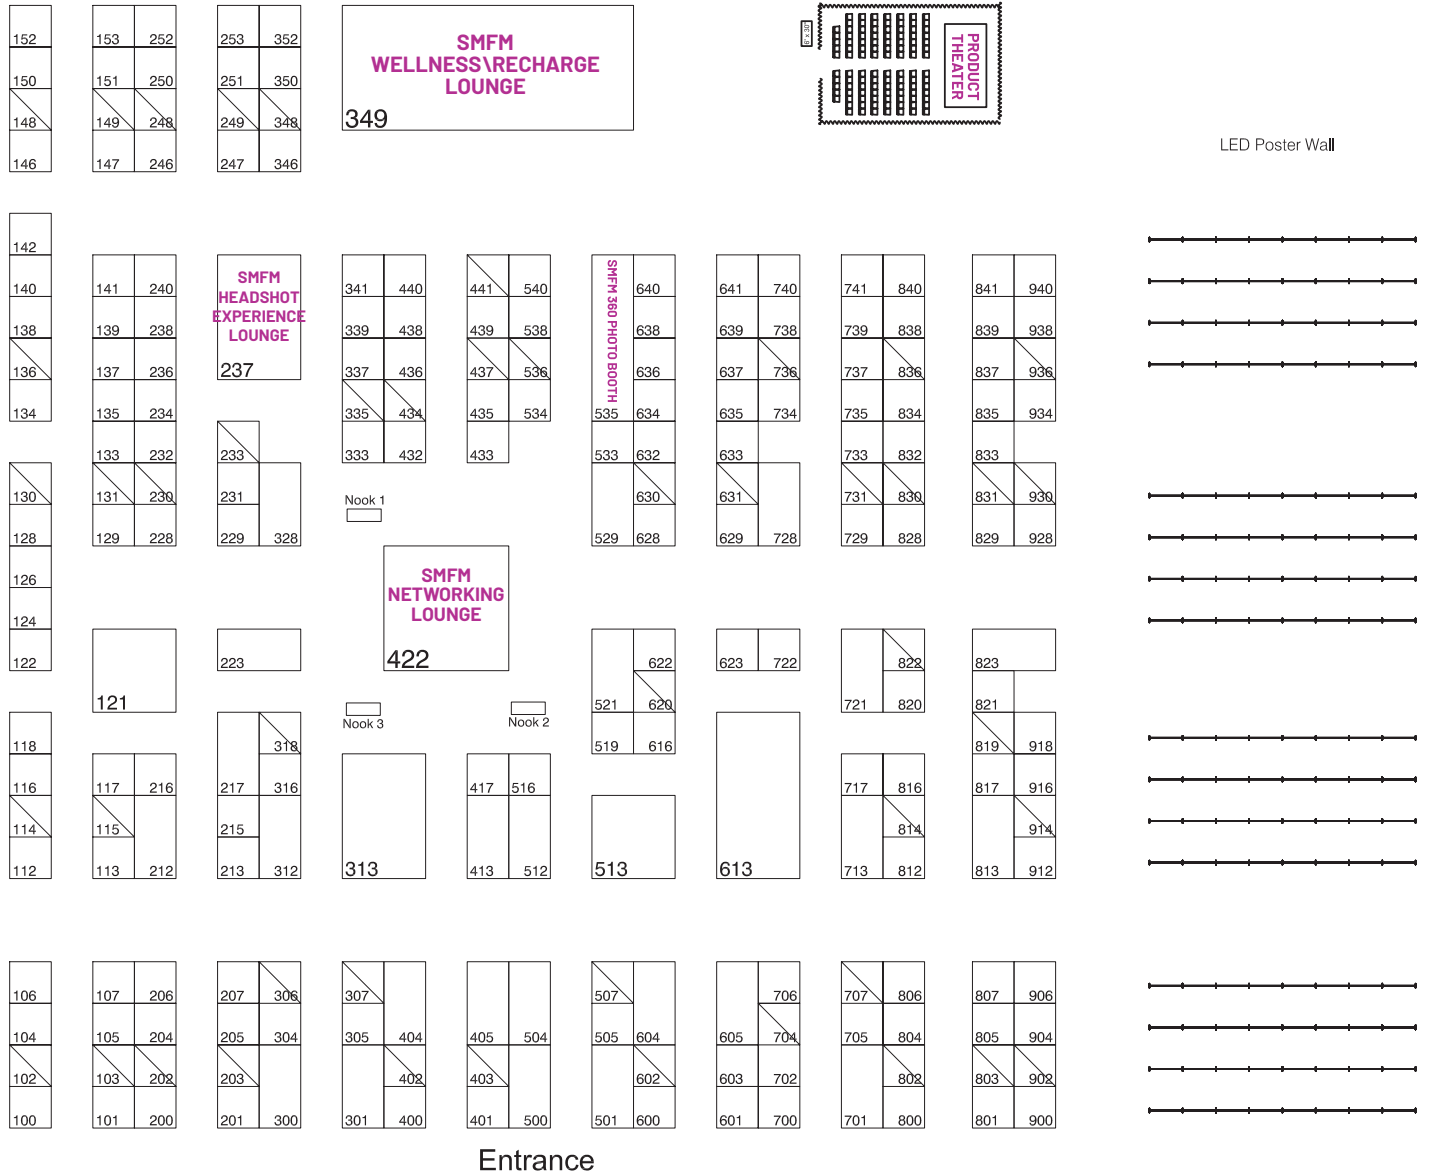 152 153 252 253 352
SMFM
WELLNESS\RECHARGE
LOUNGE
349
10' X 8'
PRODUCT
THEATER
150 151 250 251 350
148 149 248 249 348
146 147 246 247 346
LED Poster Wall
142
140 141 240
SMFM
HEADSHOT
EXPERIENCE
LOUNGE
237
341 440 441 540
SMFM 360 PHOTO BOOTH
640 641 740 741 840 841 940
138 139 238 339 438 439 538 638 639 738 739 838 839 938
136 137 236 337 436 437 536 636 637 736 737 836 837 936
134 135 234 335 434 435 534 535 634 635 734 735 834 835 934
133 232 233 333 432 433 533 632 633 733 832 833
130 131 230 231 630 631 731 830 831 930
Nook 1
128 129 228 229 328 529 628 629 728 729 828 829 928
126
124
SMFM
NETWORKING
LOUNGE
422
122 223 622 623 722 822 823
121 521 620 721 820 821
Nook 3
Nook 2
118 318 519 616 819 918
116 117 216 217 316 417 516 717 816 817 916
114 115 215 814 914
112 113 212 213 312 313 413 512 513 613 713 812 813 912
106 107 206 207 306 307 507 706 707 806 807 906
104 105 204 205 304 305 404 405 504 505 604 605 704 705 804 805 904
102 103 202 203 402 403 602 603 702 802 803 902
100 101 200 201 300 301 400 401 500 501 600 601 700 701 800 801 900
Entrance